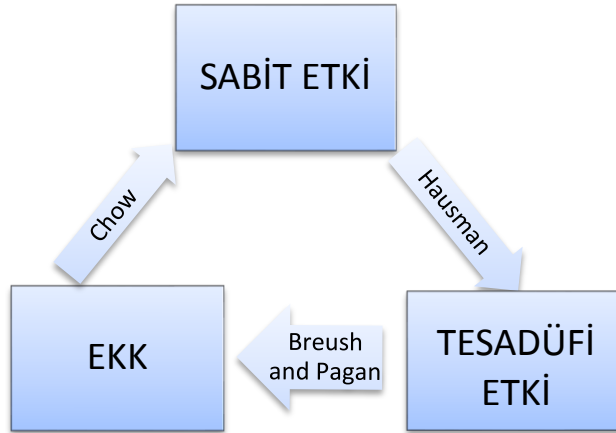 SABİT ETKİ
Chow
Hausman
EKK
Breush
and Pagan
TESADÜFİ
ETKİ